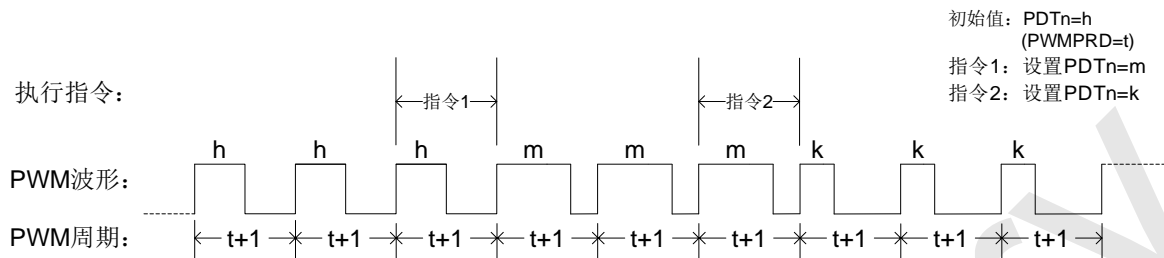 初始值：PDTn=h
(PWMPRD=t)
指令1：设置PDTn=m
指令2：设置PDTn=k
执行指令：
指令1
指令2
h h h m m m k k k
PWM波形：
PWM周期：
t+1 t+1 t+1 t+1 t+1 t+1 t+1 t+1 t+1